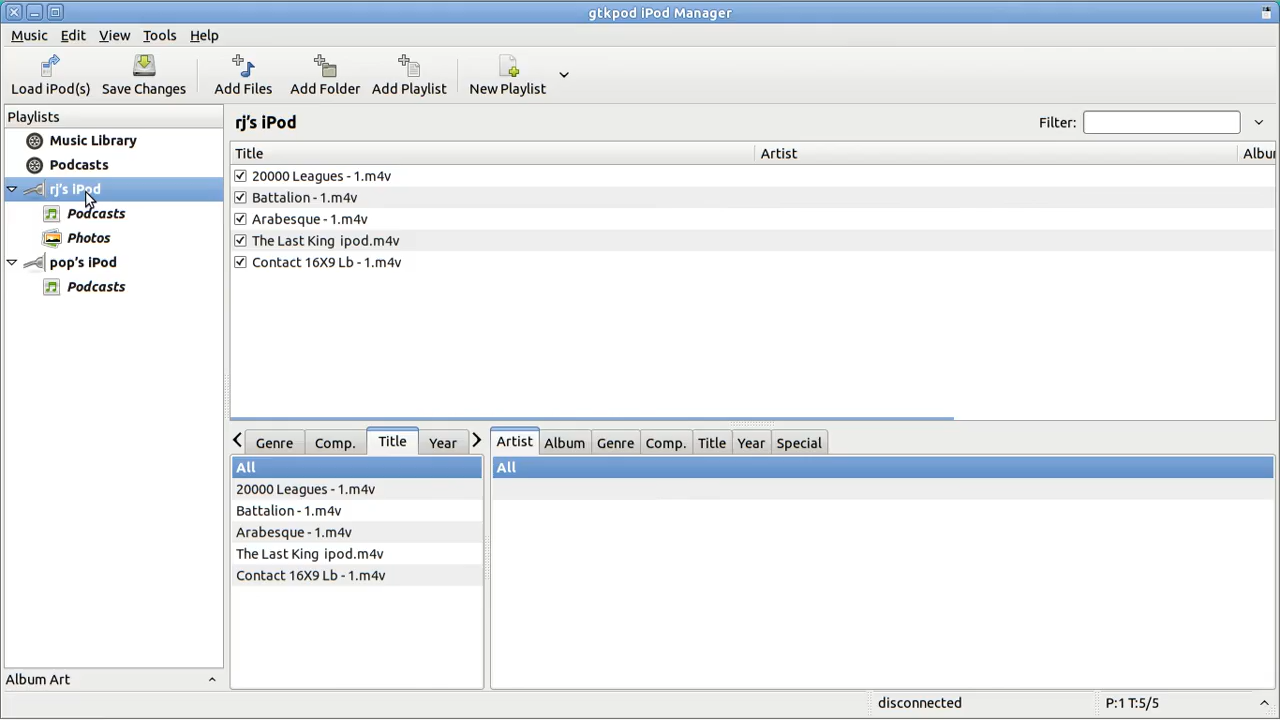 gtkpod iPod Manager
Music Edit View Tools Help
Load iPod(s) Save Changes Add Files Add Folder Add Playlist New Playlist
Playlists
Music Library
Podcasts
rj's iPod
Podcasts
Photos
pop's iPod
Podcasts
Album Art
rj's iPod
Filter:
Title Artist Albu
20000 Leagues - 1.m4v
Battalion - 1.m4v
Arabesque - 1.m4v
The Last King ipod.m4v
Contact 16X9 Lb - 1.m4v
Genre Comp. Title Year
All
20000 Leagues - 1.m4v
Battalion - 1.m4v
Arabesque - 1.m4v
The Last King ipod.m4v
Contact 16X9 Lb - 1.m4v
Artist Album Genre Comp. Title Year Special
All
disconnected P:1 T:5/5